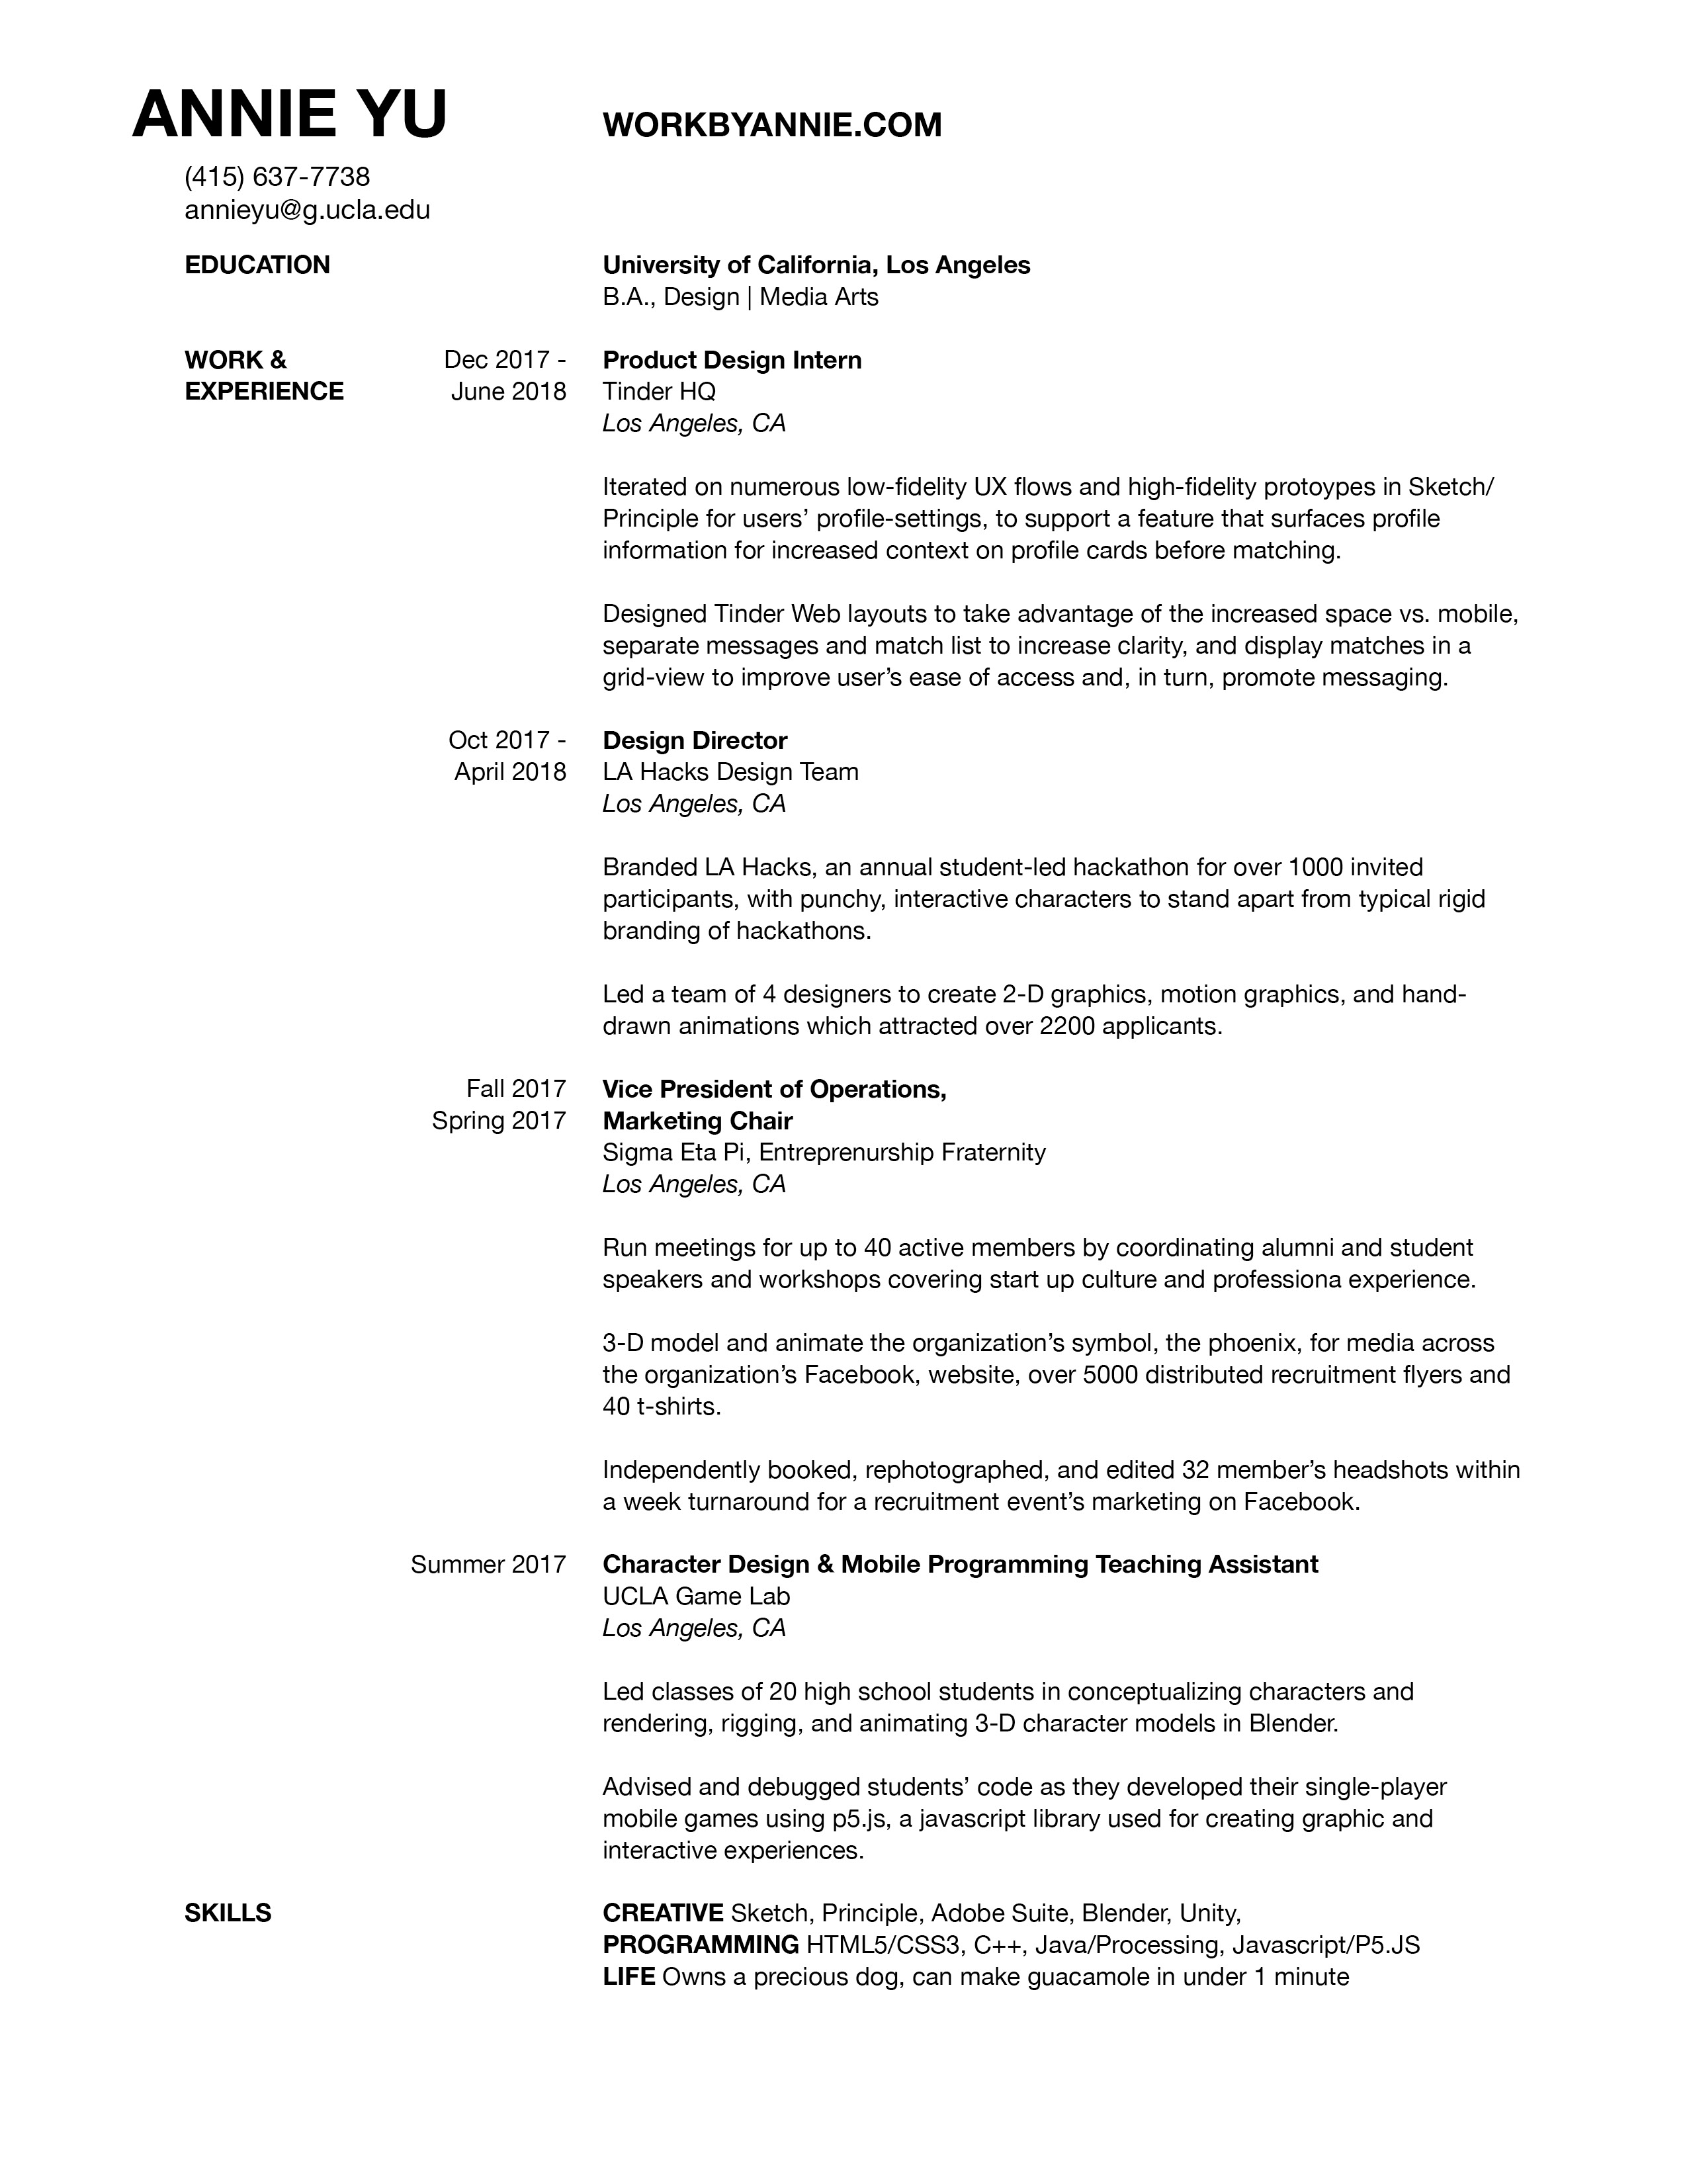 ANNIE YU
WORKBYANNIE.COM
(415) 637-7738
annieyu@g.ucla.edu
EDUCATION
University of California, Los Angeles
B.A., Design | Media Arts
WORK &
EXPERIENCE
Dec 2017 -
June 2018
Product Design Intern
Tinder HQ
Los Angeles, CA
Iterated on numerous low-fidelity UX flows and high-fidelity protoypes in Sketch/
Principle for users’ profile-settings, to support a feature that surfaces profile
information for increased context on profile cards before matching.
Designed Tinder Web layouts to take advantage of the increased space vs. mobile,
separate messages and match list to increase clarity, and display matches in a
grid-view to improve user’s ease of access and, in turn, promote messaging.
Oct 2017 -
April 2018
Design Director
LA Hacks Design Team
Los Angeles, CA
Branded LA Hacks, an annual student-led hackathon for over 1000 invited
participants, with punchy, interactive characters to stand apart from typical rigid
branding of hackathons.
Led a team of 4 designers to create 2-D graphics, motion graphics, and hand-
drawn animations which attracted over 2200 applicants.
Fall 2017
Spring 2017
Vice President of Operations,
Marketing Chair
Sigma Eta Pi, Entreprenurship Fraternity
Los Angeles, CA
Run meetings for up to 40 active members by coordinating alumni and student
speakers and workshops covering start up culture and professiona experience.
3-D model and animate the organization’s symbol, the phoenix, for media across
the organization’s Facebook, website, over 5000 distributed recruitment flyers and
40 t-shirts.
Independently booked, rephotographed, and edited 32 member’s headshots within
a week turnaround for a recruitment event’s marketing on Facebook.
Summer 2017
Character Design & Mobile Programming Teaching Assistant
UCLA Game Lab
Los Angeles, CA
Led classes of 20 high school students in conceptualizing characters and
rendering, rigging, and animating 3-D character models in Blender.
Advised and debugged students’ code as they developed their single-player
mobile games using p5.js, a javascript library used for creating graphic and
interactive experiences.
SKILLS
CREATIVE Sketch, Principle, Adobe Suite, Blender, Unity,
PROGRAMMING HTML5/CSS3, C++, Java/Processing, Javascript/P5.JS
LIFE Owns a precious dog, can make guacamole in under 1 minute